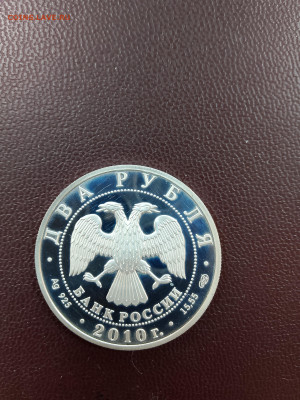 ДВА РУБЛЯ
Ag 925
БАНК РОССИИ
15,55
2010 г.